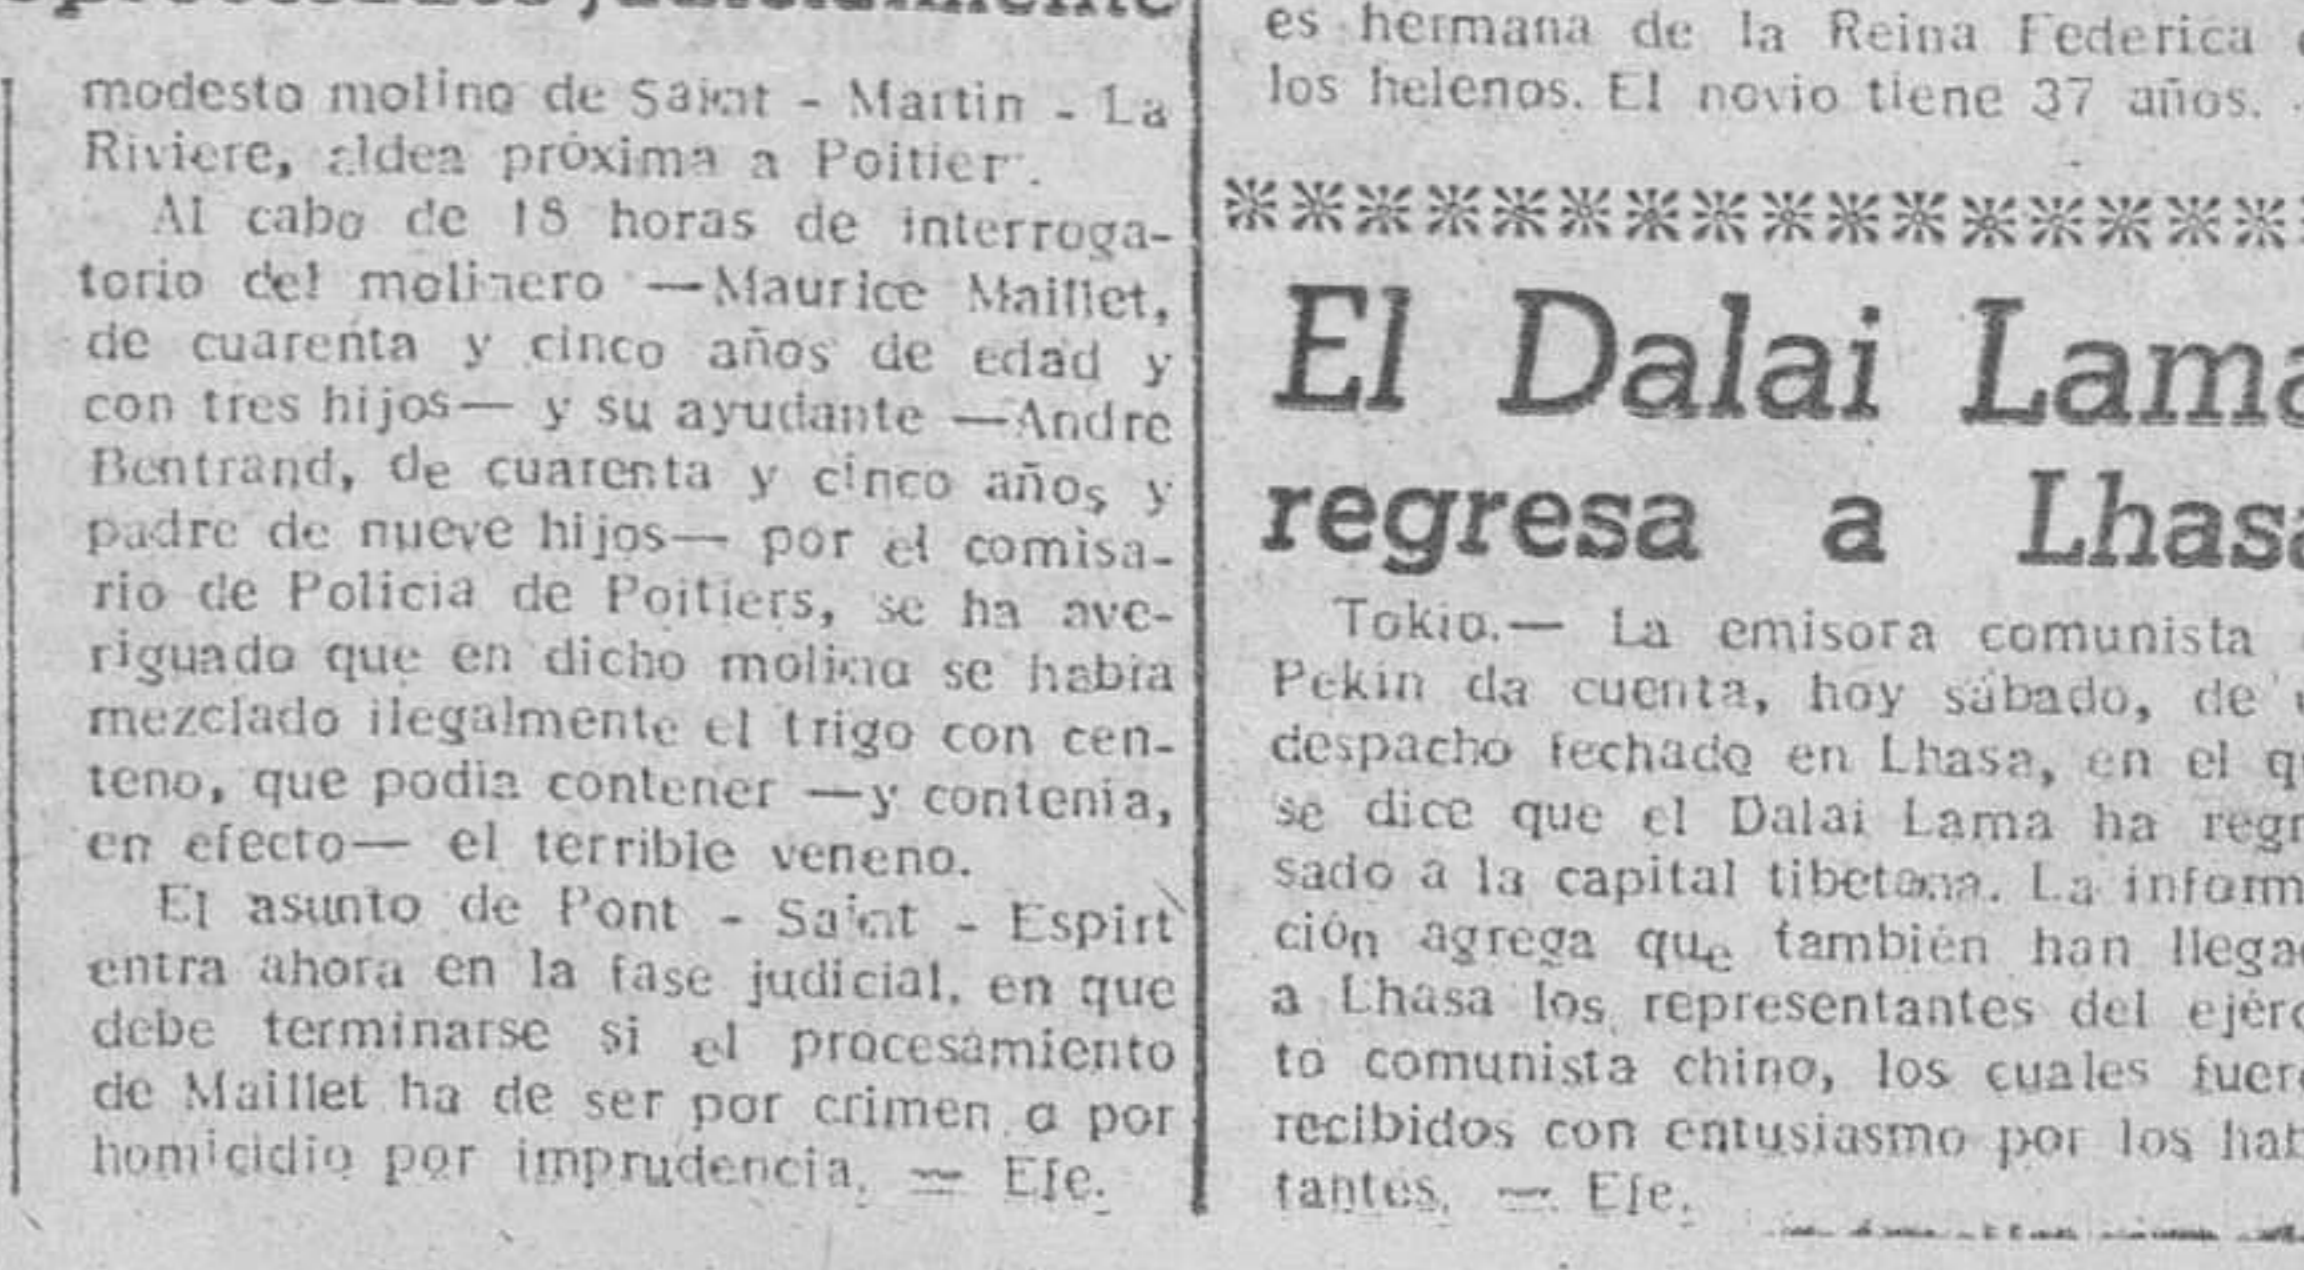 modesto molino de Saint - Martin - La
Riviere, aldea próxima a Poitier.
Al cabo de 18 horas de interroga-
torio del molinero —Maurice Maillet,
de cuarenta y cinco años de edad y
con tres hijos— y su ayudante —Andre
Bentrand, de cuarenta y cinco años y
padre de nueve hijos— por el comisa-
rio de Policia de Poitiers, se ha ave-
riguado que en dicho molino se habia
mezclado ilegalmente el trigo con cen-
teno, que podia contener —y contenia,
en efecto— el terrible veneno.
El asunto de Pont - Saint - Espirt
entra ahora en la fase judicial, en que
debe terminarse si el procesamiento
de Maillet ha de ser por crimen o por
homicidio por imprudencia. — Efe.
es hermana de la Reina Federica
los helenos. El novio tiene 37 años.
El Dalai Lama
regresa a Lhasa
Tokio.— La emisora comunista
Pekin da cuenta, hoy sábado, de
despacho fechado en Lhasa, en el
se dice que el Dalai Lama ha regr
sado a la capital tibetana. La inform
ción agrega que también han llega
a Lhasa los representantes del ejérc
to comunista chino, los cuales fuer
recibidos con entusiasmo por los hab
tantes. — Efe.